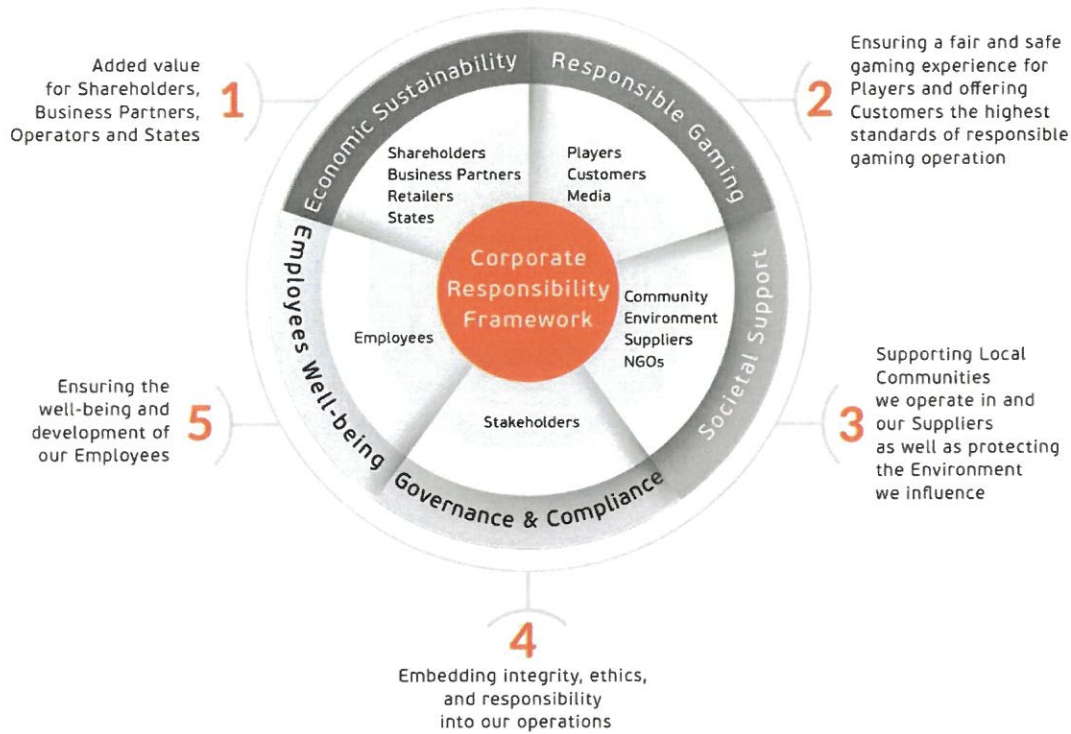 Added value
for Shareholders,
Business Partners,
Operators and States
1
Economic Sustainability
Shareholders
Business Partners
Retailers
States
Responsible Gaming
Players
Customers
Media
2
Ensuring a fair and safe
gaming experience for
Players and offering
Customers the highest
standards of responsible
gaming operation
Corporate
Responsibility
Framework
Societal Support
Community
Environment
Suppliers
NGOs
3
Supporting Local
Communities
we operate in and
our Suppliers
as well as protecting
the Environment
we influence
Employees Well-being
Employees
Ensuring the
well-being and
development of
our Employees
5
Stakeholders
Governance & Compliance
4
Embedding integrity, ethics,
and responsibility
into our operations